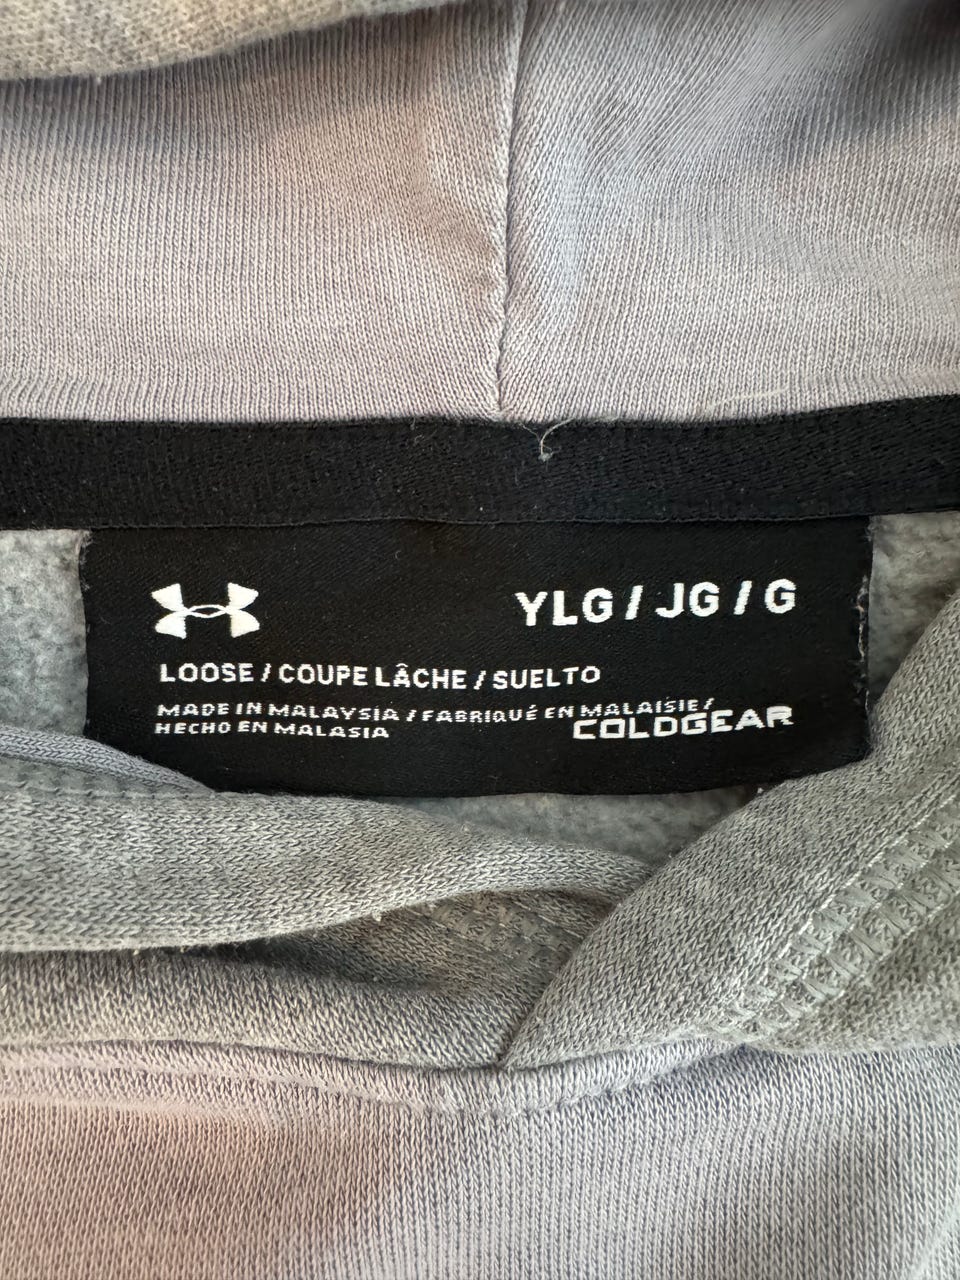 YLG / JG / G
LOOSE / COUPE LÂCHE / SUELTO
MADE IN MALAYSIA / FABRIQUÉ EN MALAISIE /
HECHO EN MALASIA
COLDGEAR